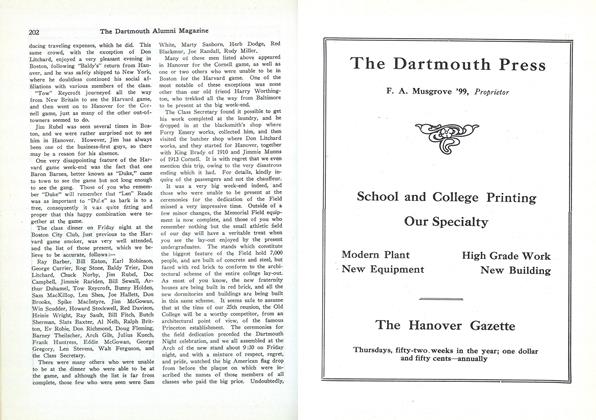 202
The Dartmouth Alumni Magazine
ducing traveling expenses, which he did. This
same crowd, with the exception of Don
Litchard, enjoyed a very pleasant evening in
Boston, following "Baldy's" return from Han-
over, and he was safely shipped to New York,
where he doubtless continued his social af-
filiations with various members of the class.
"Tow" Roycroft journeyed all the way
from New Britain to see the Harvard game,
and then went on to Hanover for the Cor-
nell game, just as many of the other out-of-
towners seemed to do.
Jim Rubel was seen several times in Bos-
ton, and we were rather surprised not to see
him in Hanover. However, Jim has always
been one of the business-first guys, so there
may be a reason for his absence.
One very disappointing feature of the Har-
vard game week-end was the fact that one
Baron Barnes, better known as "Duke," came
to town to see the game but not long enough
to see the gang. Those of you who remem-
ber "Duke" will remember that "Len" Reade
was as important to "Duke" as bark is to a
tree, consequently it was quite fitting and
proper that this happy combination were to-
gether at the game.
The class dinner on Friday night at the
Boston City Club, just previous to the Har-
vard game smoker, was very well attended,
and the list of those present, which we be-
lieve to be accurate, follows:—
Ray Barber, Bill Eaton, Earl Robinson,
George Currier, Rog Stone, Baldy Trier, Don
Litchard, Chuck Norby, Jim Rubel, Doc
Campbell, Jimmie Rariden, Bill Sewall, Ar-
thur Duhamel, Tow Roycroft, Bunny Holden,
Sam MacKillop, Len Shea, Joe Hallett, Don
Brooks, Spike MacIntyre, Jim McGowan,
Win Scudder, Howard Stockwell, Red Davison,
Heinie Wright, Ray Sault, Bill Fitch, Butch
Sherman, Slats Baxter, Al Nelb, Ralph Brit-
ton, Ev Robie, Don Richmond, Doug Fleming,
Barney Theilscher, Arch Gile, Julius Kusch,
Frank Huntress, Eddie McGowan, George
Gregory, Len Stevens, Walt Ferguson, and
the Class Secretary.
There were many others who were unable
to be at the dinner who were able to be at
the game, and although the list is far from
complete, those few who were seen were Sam
White, Marty Sanborn, Herb Dodge, Red
Blackmur, Joe Randall, Rudy Miller.
Many of these men listed above appeared
in Hanover for the Cornell game, as well as
one or two others who were unable to be in
Boston for the Harvard game. One of the
most notable of these exceptions was none
other than our old friend Harry Worthing-
ton, who trekked all the way from Baltimore
to be present at the big week-end.
The Class Secretary found it possible to get
his work completed at the laundry, and he
dropped in at the blacksmith's shop where
Forry Emery works, collected him, and then
visited the butcher shop where Don Litchard
works, and they started for Hanover, together
with King Brady of 1910 and Jimmie Munns
of 1913 Cornell. It is with regret that we even
mention this trip, owing to the very disastrous
ending which it had. For details, kindly in-
quire of the passengers and not the chauffeur.
It was a very big week-end indeed, and
those who were unable to be present at the
ceremonies for the dedication of the Field
missed a very impressive time. Outside of a
few minor changes, the Memorial Field equip-
ment is now complete, and those of you who
remember nothing but the small athletic field
of our day will have a veritable treat when
you see the lay-out enjoyed by the present
undergraduates. The stands which constitute
the biggest feature of the Field hold 7,000
people, and are built of concrete and steel, but
faced with red brick to conform to the archi-
tectural scheme of the entire college lay-out.
As most of you know, the new fraternity
homes are being built in red brick, and all the
new dormitories and buildings are being built
in this same scheme. It seems safe to assume
that at the time of our 25th reunion, the Old
College will be a worthy competitor, from an
architectural point of view, of the famous
Princeton establishment. The ceremonies for
the field dedication preceded the Dartmouth
Night celebration, and we all assembled at the
Arch of the new stand about 9:30 on Friday
night, and with a mixture of respect, regret,
and pride, watched the big American flag drop
from before the plaque on which were in-
scribed the names of those members of all
classes who paid the big price. Undoubtedly,
The Dartmouth Press
F. A. Musgrove '99, Proprietor
School and College Printing
Our Specialty
Modern Plant
High Grade Work
New Equipment
New Building
The Hanover Gazette
Thursdays, fifty-two weeks in the year; one dollar
and fifty cents—annually